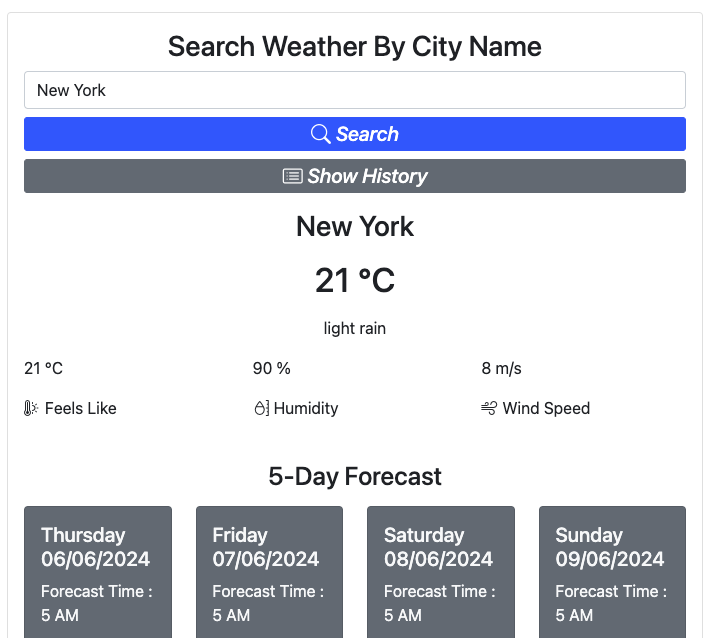 Search Weather By City Name
New York
Search
Show History
New York
21 °C
light rain
21 °C 90 % 8 m/s
Feels Like Humidity Wind Speed
5-Day Forecast
Thursday Friday Saturday Sunday
06/06/2024 07/06/2024 08/06/2024 09/06/2024
Forecast Time : Forecast Time : Forecast Time : Forecast Time :
5 AM 5 AM 5 AM 5 AM